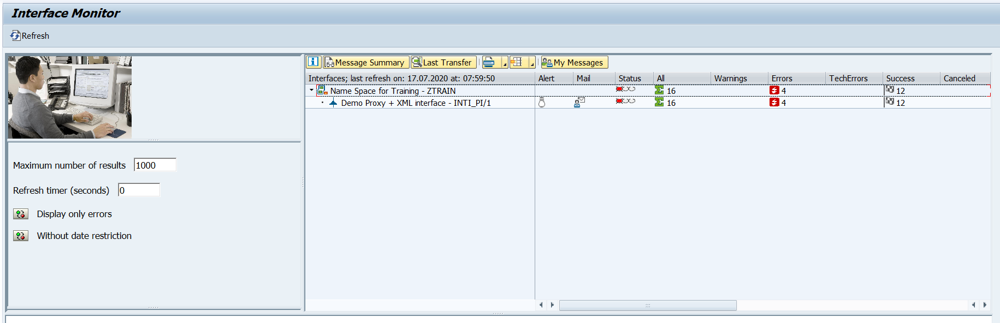 Interface Monitor
Refresh
Message Summary Last Transfer My Messages
Interfaces; last refresh on: 17.07.2020 at: 07:59:50 Alert Mail Status All Warnings Errors TechErrors Success Canceled
Name Space for Training - ZTRAIN 16 4 12
Demo Proxy + XML interface - INTI_PI/1 16 4 12
Maximum number of results 1000
Refresh timer (seconds) 0
Display only errors
Without date restriction